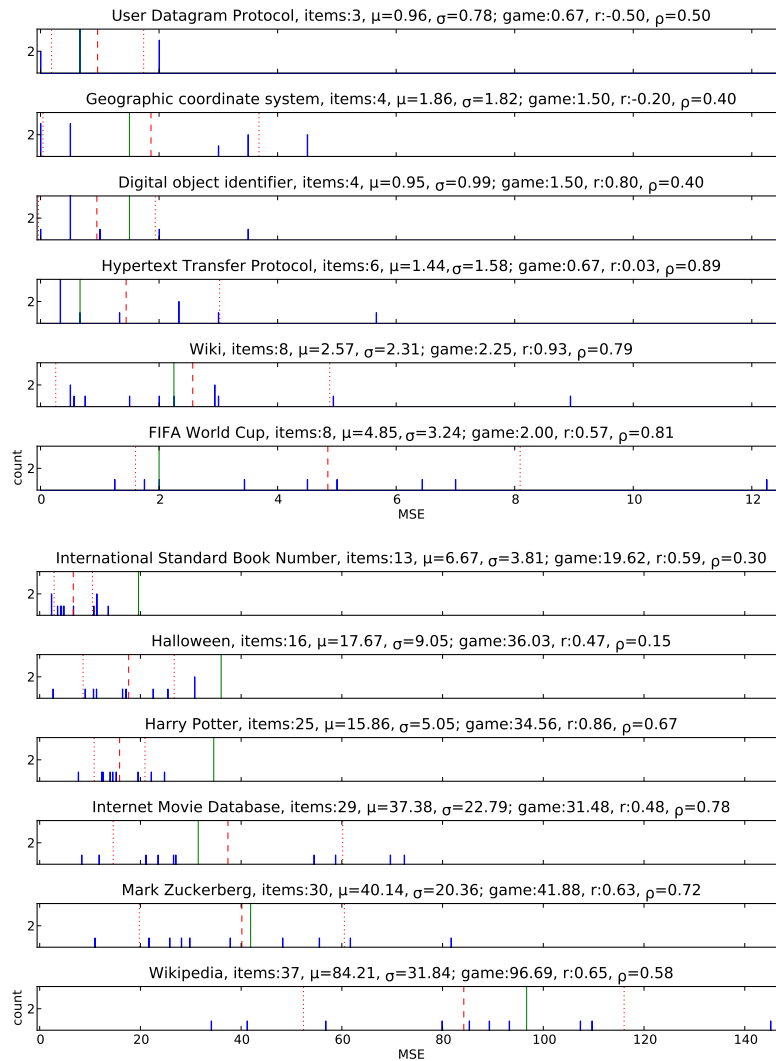 User Datagram Protocol, items:3, μ=0.96, σ=0.78; game:0.67, r:-0.50, ρ=0.50
2
Geographic coordinate system, items:4, μ=1.86, σ=1.82; game:1.50, r:-0.20, ρ=0.40
2
Digital object identifier, items:4, μ=0.95, σ=0.99; game:1.50, r:0.80, ρ=0.40
2
Hypertext Transfer Protocol, items:6, μ=1.44, σ=1.58; game:0.67, r:0.03, ρ=0.89
2
Wiki, items:8, μ=2.57, σ=2.31; game:2.25, r:0.93, ρ=0.79
2
FIFA World Cup, items:8, μ=4.85, σ=3.24; game:2.00, r:0.57, ρ=0.81
count
2
0 2 4 6 8 10 12
MSE
International Standard Book Number, items:13, μ=6.67, σ=3.81; game:19.62, r:0.59, ρ=0.30
2
Halloween, items:16, μ=17.67, σ=9.05; game:36.03, r:0.47, ρ=0.15
2
Harry Potter, items:25, μ=15.86, σ=5.05; game:34.56, r:0.86, ρ=0.67
2
Internet Movie Database, items:29, μ=37.38, σ=22.79; game:31.48, r:0.48, ρ=0.78
2
Mark Zuckerberg, items:30, μ=40.14, σ=20.36; game:41.88, r:0.63, ρ=0.72
2
Wikipedia, items:37, μ=84.21, σ=31.84; game:96.69, r:0.65, ρ=0.58
count
2
0 20 40 60 80 100 120 140
MSE